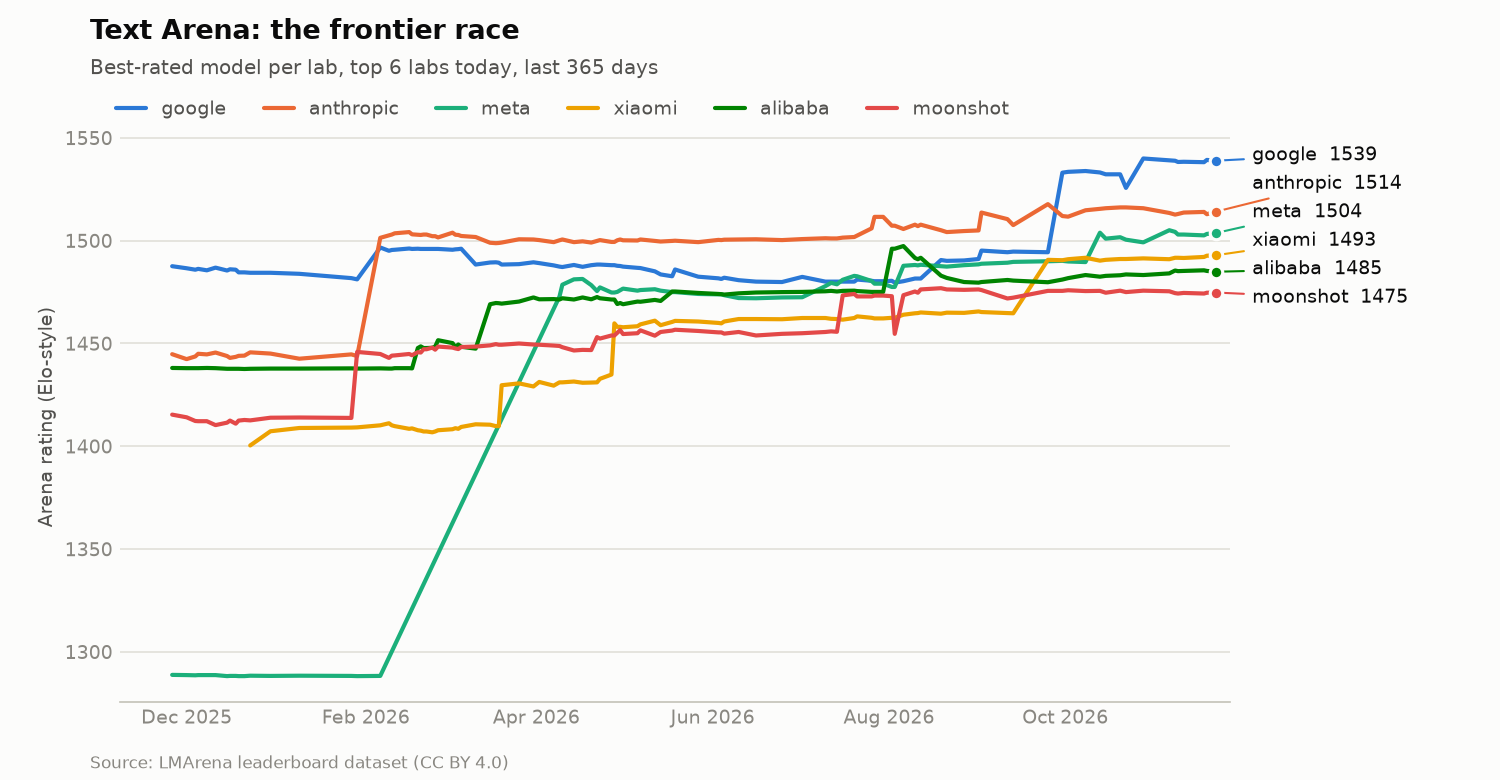 Text Arena: the frontier race
Best-rated model per lab, top 6 labs today, last 365 days
google anthropic meta xiaomi alibaba moonshot
1550
1500
1450
1400
1350
1300
Arena rating (Elo-style)
google 1539
anthropic 1514
meta 1504
xiaomi 1493
alibaba 1485
moonshot 1475
Dec 2025 Feb 2026 Apr 2026 Jun 2026 Aug 2026 Oct 2026
Source: LMArena leaderboard dataset (CC BY 4.0)